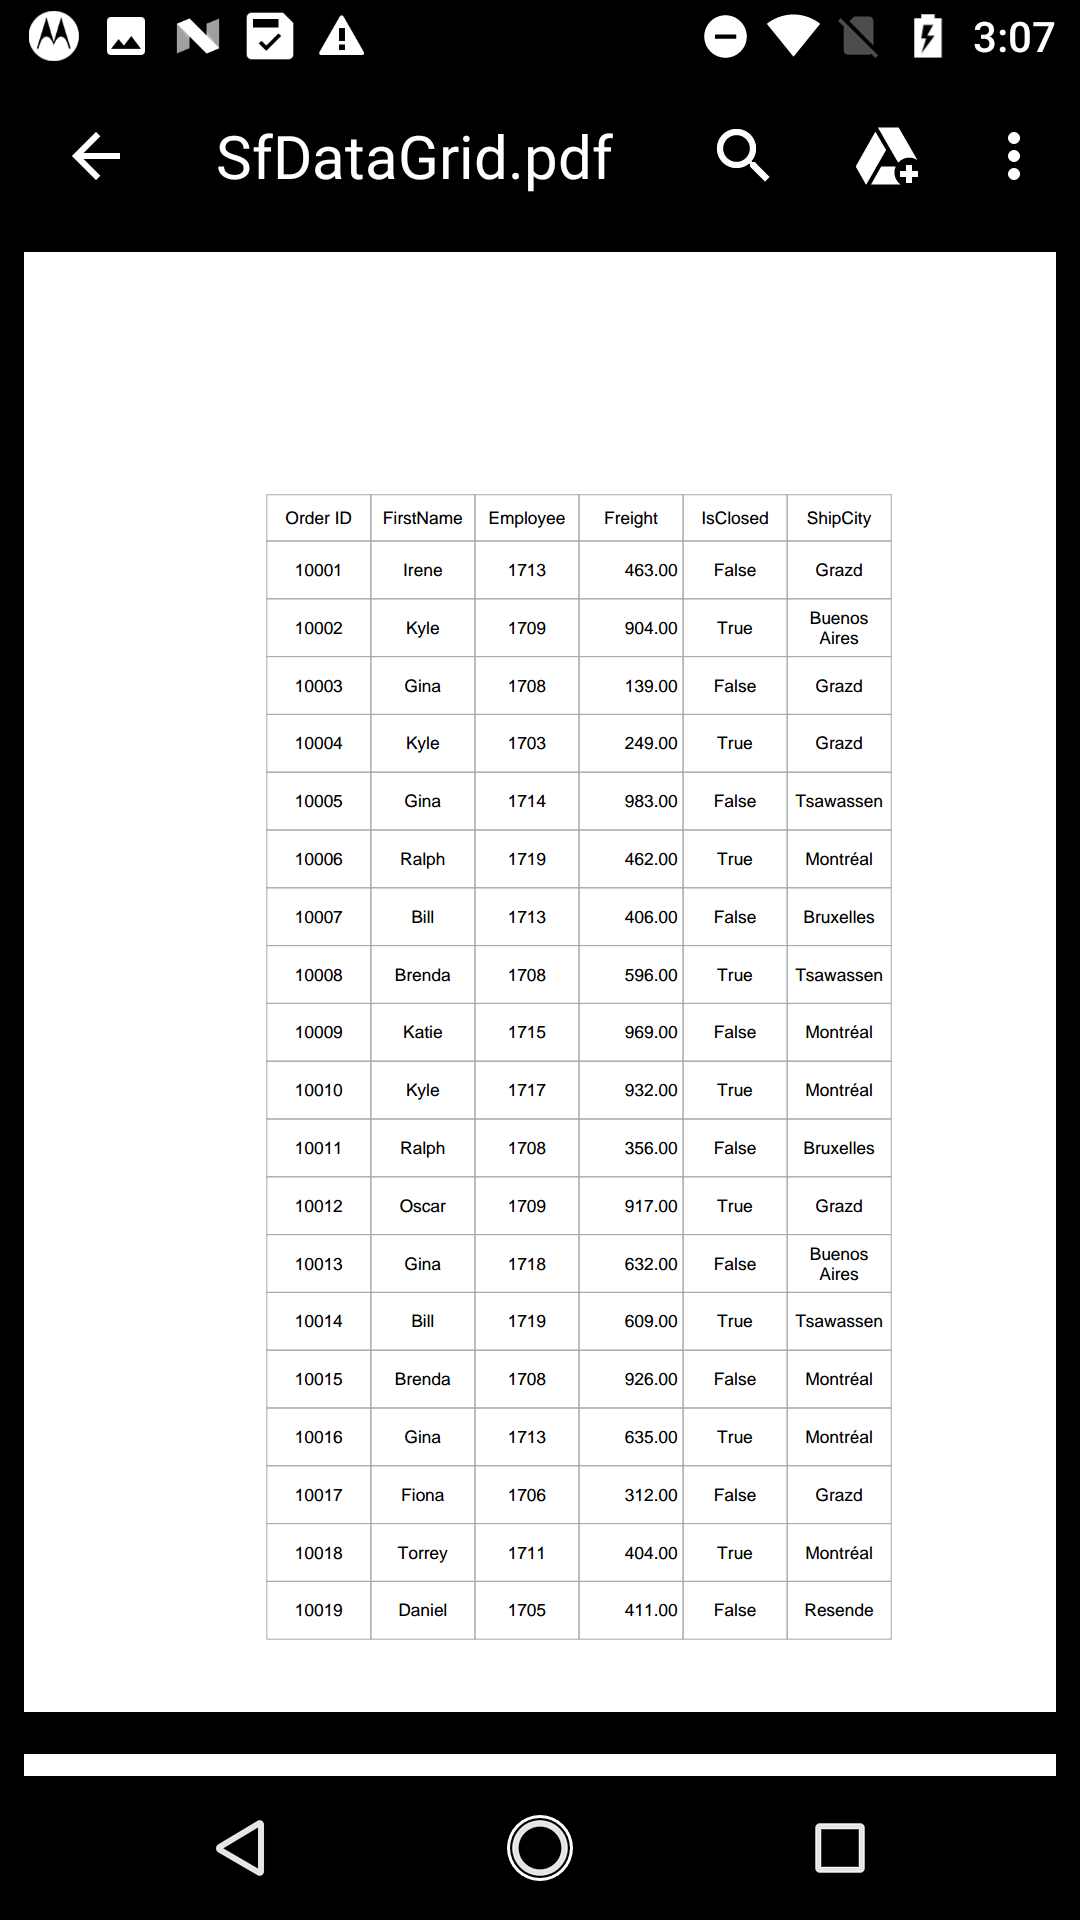 3:07
SfDataGrid.pdf
Order ID FirstName Employee Freight IsClosed ShipCity
10001 Irene 1713 463.00 False Grazd
10002 Kyle 1709 904.00 True Buenos
Aires
10003 Gina 1708 139.00 False Grazd
10004 Kyle 1703 249.00 True Grazd
10005 Gina 1714 983.00 False Tsawassen
10006 Ralph 1719 462.00 True Montréal
10007 Bill 1713 406.00 False Bruxelles
10008 Brenda 1708 596.00 True Tsawassen
10009 Katie 1715 969.00 False Montréal
10010 Kyle 1717 932.00 True Montréal
10011 Ralph 1708 356.00 False Bruxelles
10012 Oscar 1709 917.00 True Grazd
10013 Gina 1718 632.00 False Buenos
Aires
10014 Bill 1719 609.00 True Tsawassen
10015 Brenda 1708 926.00 False Montréal
10016 Gina 1713 635.00 True Montréal
10017 Fiona 1706 312.00 False Grazd
10018 Torrey 1711 404.00 True Montréal
10019 Daniel 1705 411.00 False Resende